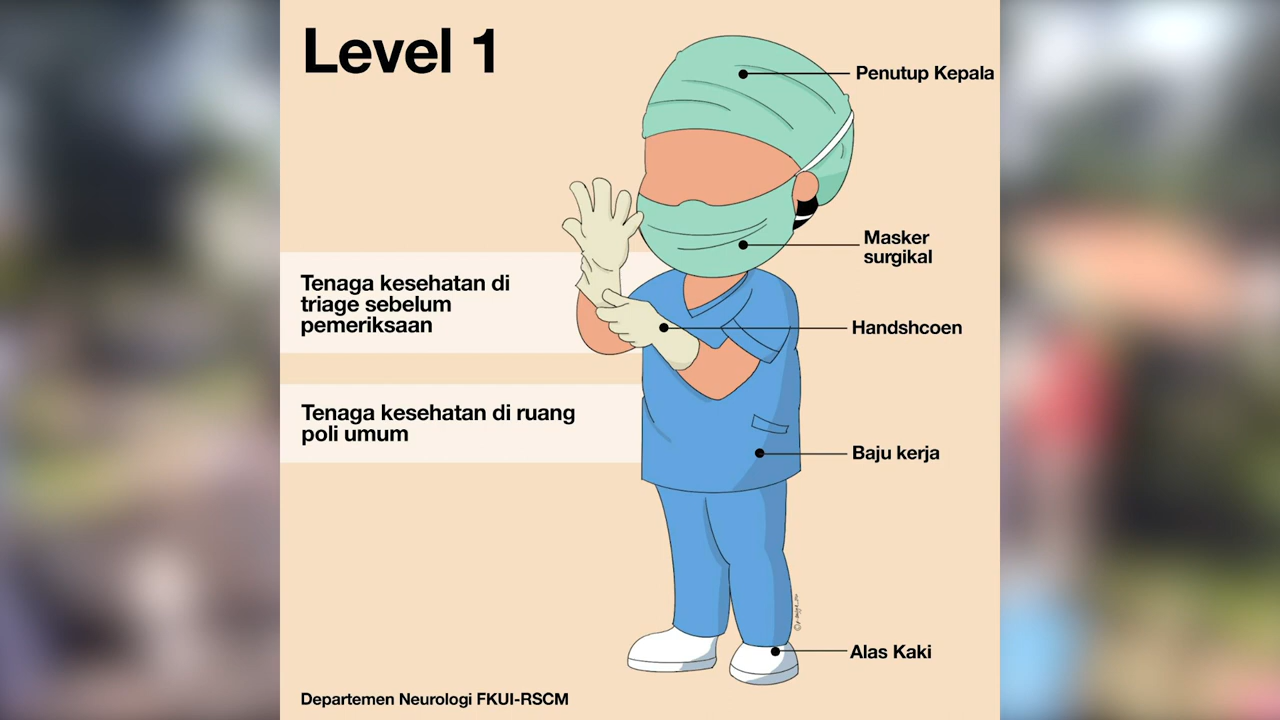 Level 1
Penutup Kepala
Masker
surgikal
Tenaga kesehatan di
triage sebelum
pemeriksaan
Handshcoen
Tenaga kesehatan di ruang
poli umum
Baju kerja
Alas Kaki
Departemen Neurologi FKUI-RSCM